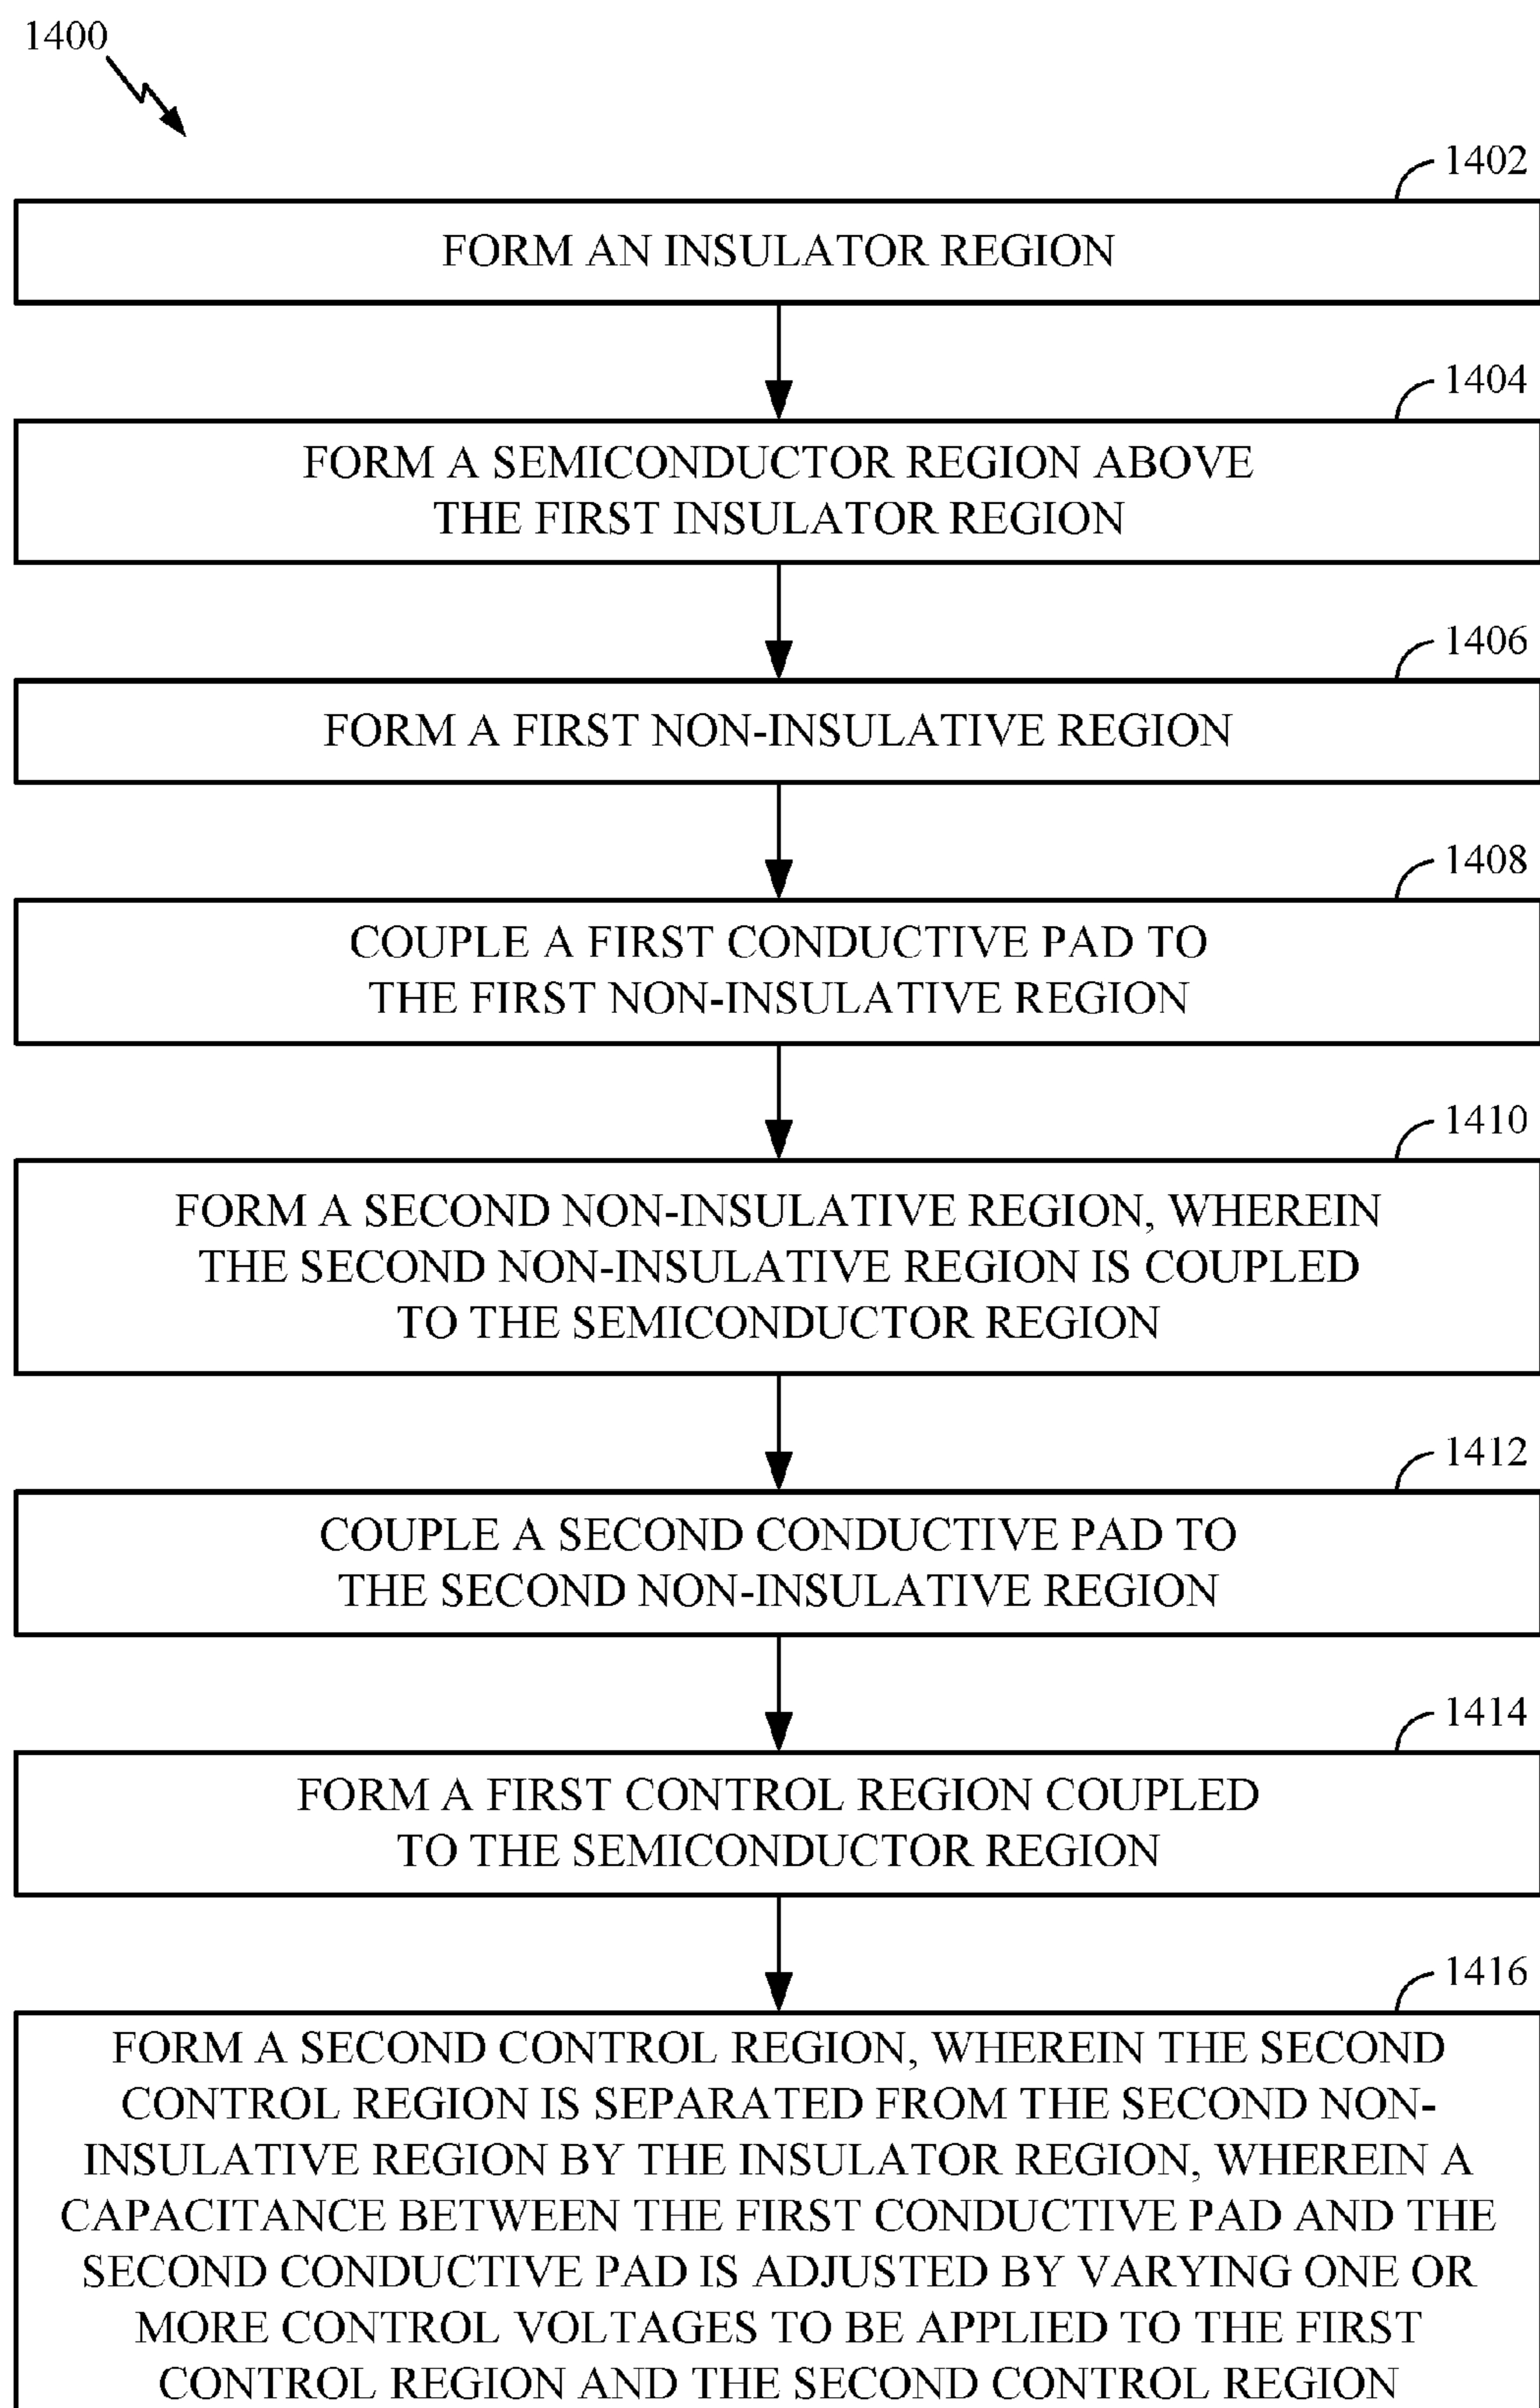 1400
1402
FORM AN INSULATOR REGION
1404
FORM A SEMICONDUCTOR REGION ABOVE
THE FIRST INSULATOR REGION
1406
FORM A FIRST NON-INSULATIVE REGION
1408
COUPLE A FIRST CONDUCTIVE PAD TO
THE FIRST NON-INSULATIVE REGION
1410
FORM A SECOND NON-INSULATIVE REGION, WHEREIN
THE SECOND NON-INSULATIVE REGION IS COUPLED
TO THE SEMICONDUCTOR REGION
1412
COUPLE A SECOND CONDUCTIVE PAD TO
THE SECOND NON-INSULATIVE REGION
1414
FORM A FIRST CONTROL REGION COUPLED
TO THE SEMICONDUCTOR REGION
1416
FORM A SECOND CONTROL REGION, WHEREIN THE SECOND
CONTROL REGION IS SEPARATED FROM THE SECOND NON-
INSULATIVE REGION BY THE INSULATOR REGION, WHEREIN A
CAPACITANCE BETWEEN THE FIRST CONDUCTIVE PAD AND THE
SECOND CONDUCTIVE PAD IS ADJUSTED BY VARYING ONE OR
MORE CONTROL VOLTAGES TO BE APPLIED TO THE FIRST
CONTROL REGION AND THE SECOND CONTROL REGION